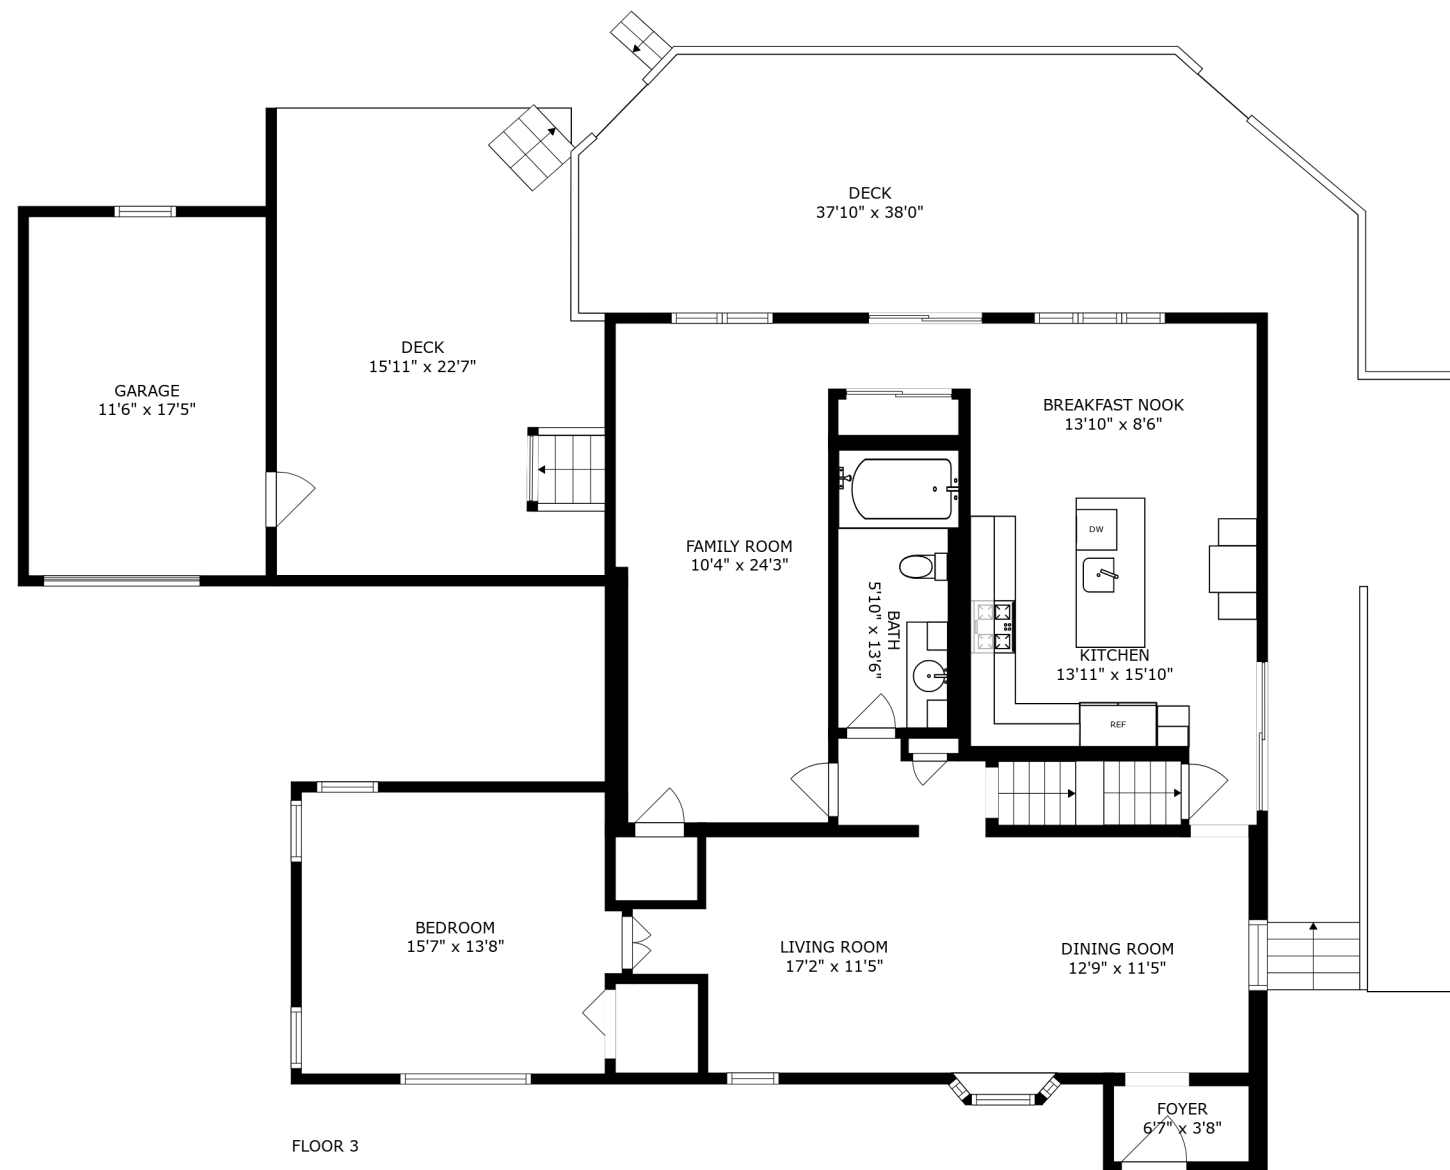 DECK
37'10" x 38'0"
DECK
15'11" x 22'7"
GARAGE
11'6" x 17'5"
BREAKFAST NOOK
13'10" x 8'6"
FAMILY ROOM
10'4" x 24'3"
DW
BATH
5'10" x 13'6"
KITCHEN
13'11" x 15'10"
REF
BEDROOM
15'7" x 13'8"
LIVING ROOM
17'2" x 11'5"
DINING ROOM
12'9" x 11'5"
FOYER
6'7" x 3'8"
FLOOR 3